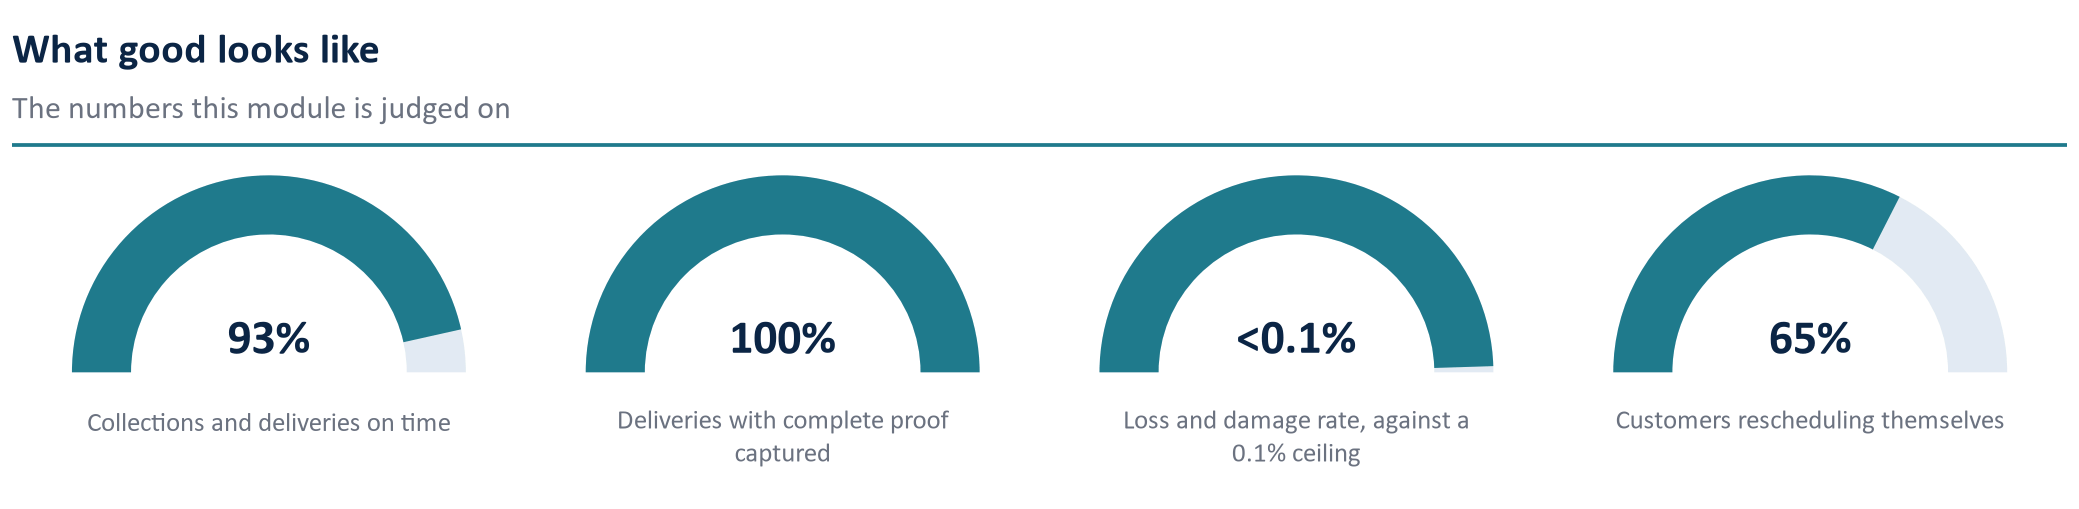 What good looks like
The numbers this module is judged on
93%
Collections and deliveries on time
100%
Deliveries with complete proof
captured
<0.1%
Loss and damage rate, against a
0.1% ceiling
65%
Customers rescheduling themselves